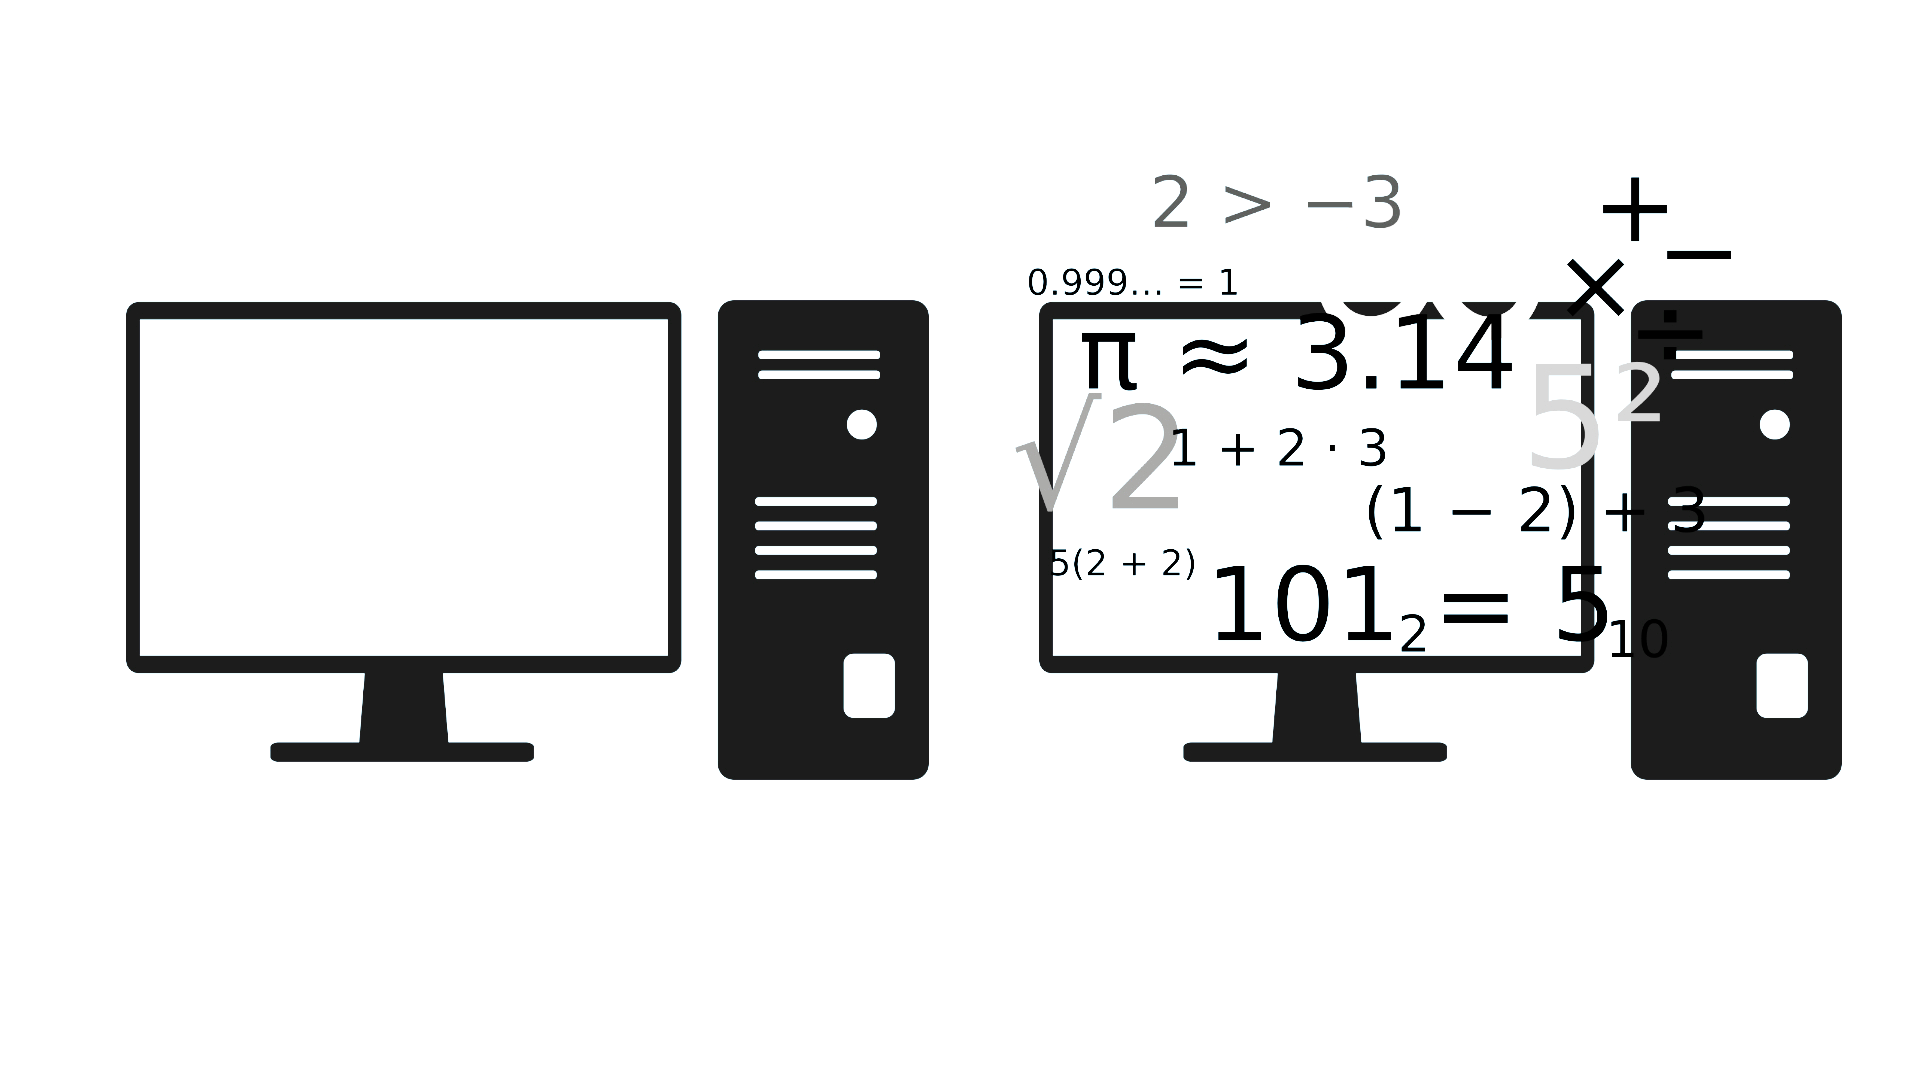 2 > −3
+
−
×
0.999... = 1
÷
π ≈ 3.14
5²
√2
1 + 2 · 3
(1 − 2) + 3
5(2 + 2)
101₂ = 5₁₀